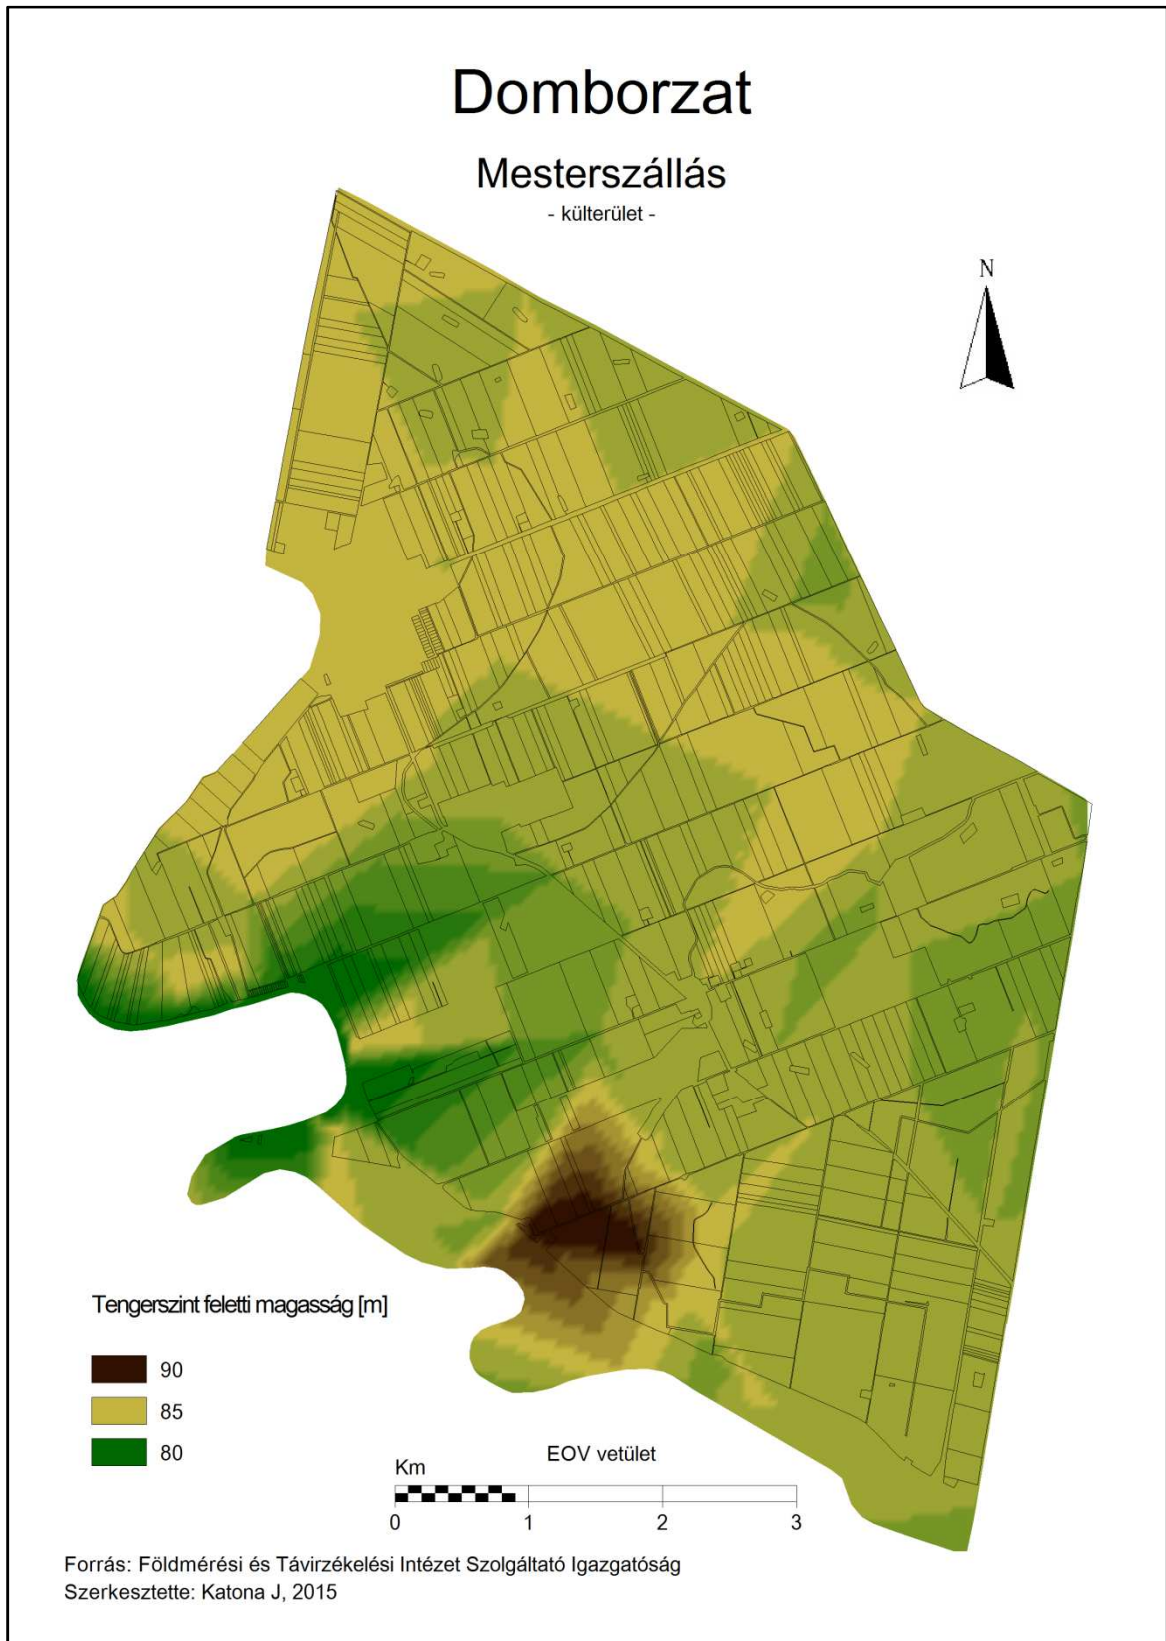 Domborzat
Mesterszállás
- külterület -
N
Tengerszint feletti magasság [m]
90
85
80
Km
EOV vetület
0 1 2 3
Forrás: Földmérési és Távirzékelési Intézet Szolgáltató Igazgatóság
Szerkesztette: Katona J, 2015